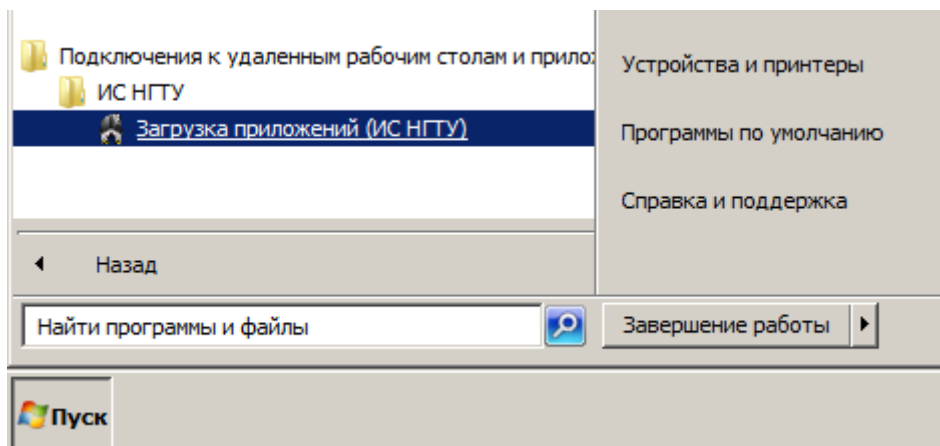 Подключения к удаленным рабочим столам и прило
ИС НГТУ
Загрузка приложений (ИС НГТУ)
Назад
Найти программы и файлы
Устройства и принтеры
Программы по умолчанию
Справка и поддержка
Завершение работы
Пуск